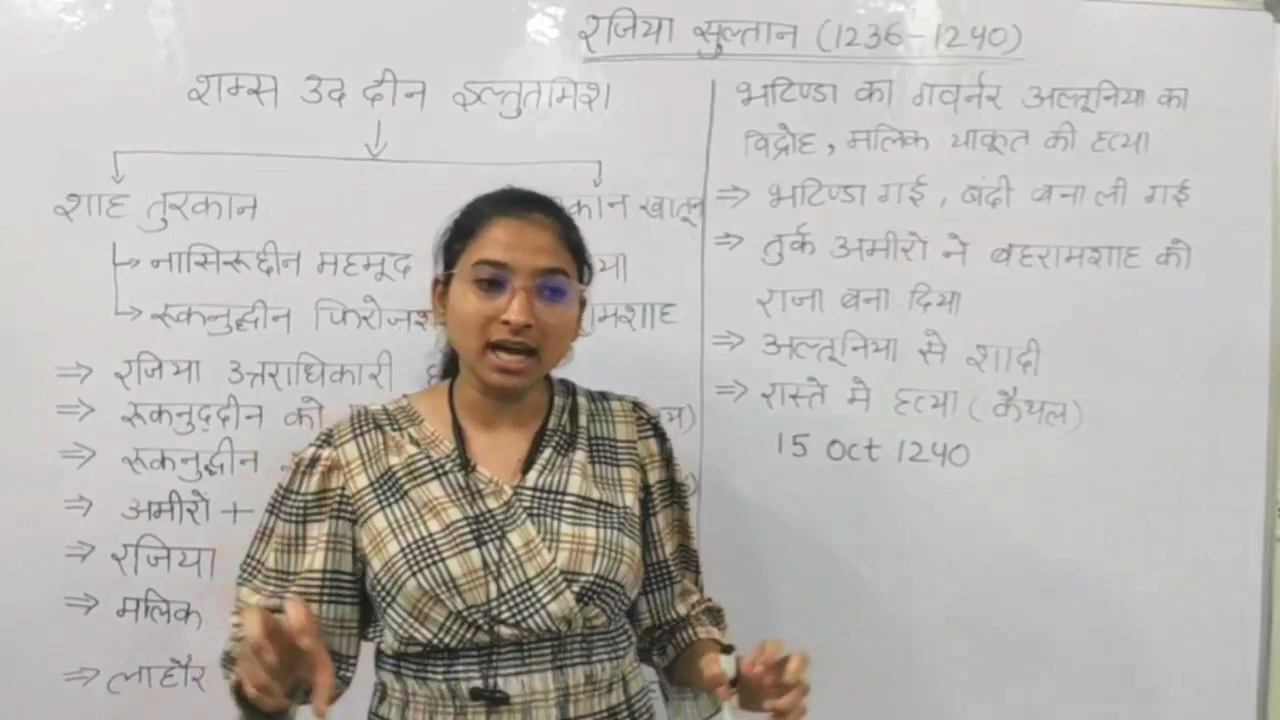 रजिया सुल्तान (1236-1240)
शम्स उद दीन इल्तुतमिश
शाह तुरकान
खातून
नासिरूद्दीन महमूद
रूकनुद्दीन
⇒ रजिया उत्तराधिकारी
⇒ रूकनुद्दीन को
⇒ रूकनुद्दीन
⇒ अमीरो +
⇒ रजिया
⇒ मलिक
⇒ लाहौर
भटिण्डा का गवर्नर अल्तूनिया का
विद्रोह, मलिक याकूत की हत्या
⇒ भटिण्डा गई, बंदी बना ली गई
⇒ तुर्क अमीरो ने बहरामशाह को
राजा बना दिया
⇒ अल्तूनिया से शादी
⇒ रास्ते मे हत्या (कैथल)
15 Oct 1240